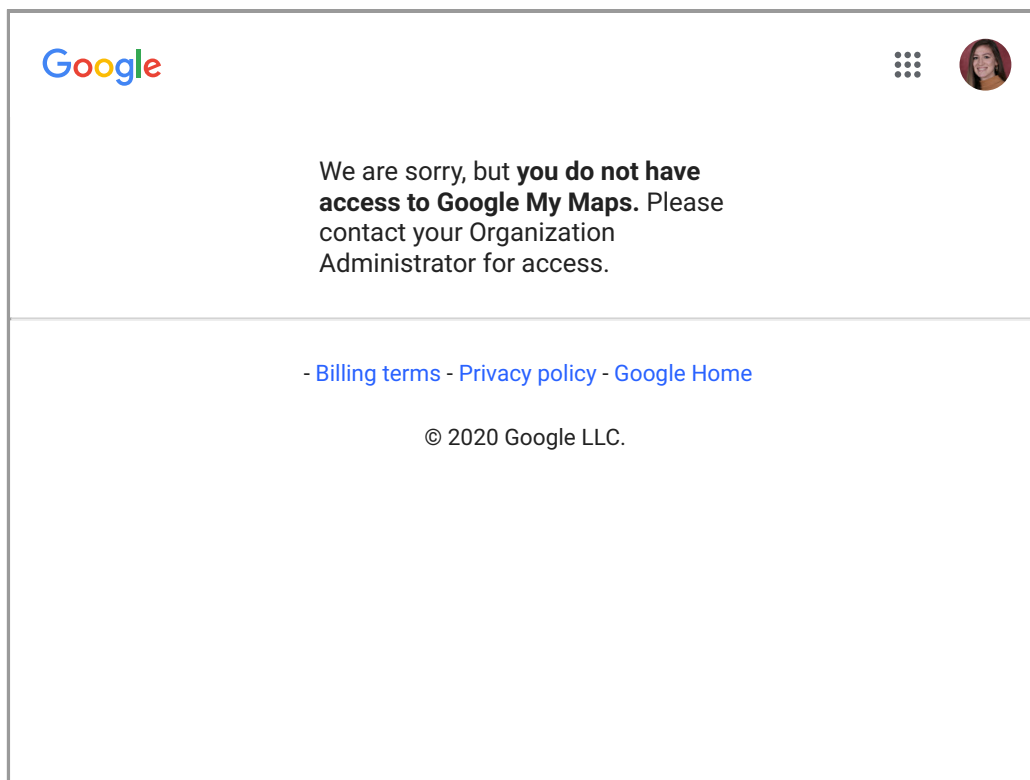 Google
We are sorry, but you do not have
access to Google My Maps. Please
contact your Organization
Administrator for access.
- Billing terms - Privacy policy - Google Home
© 2020 Google LLC.